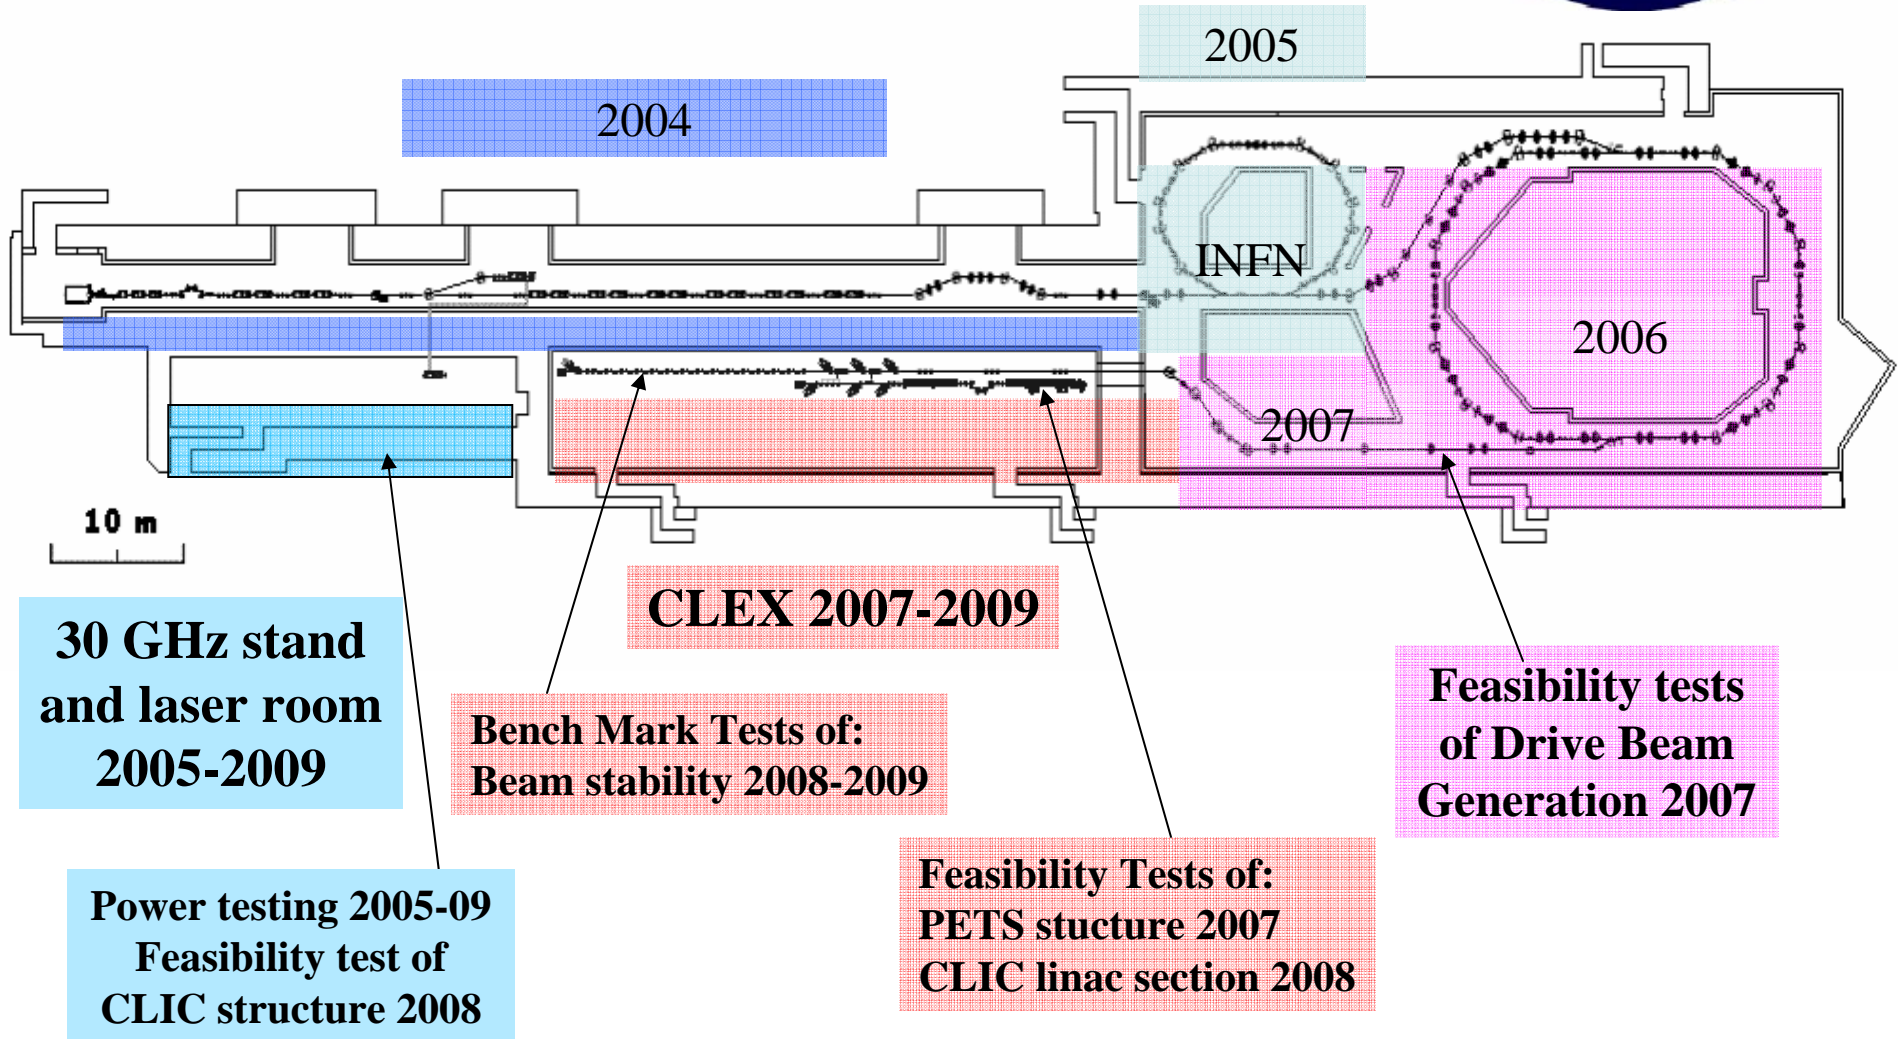 2005
2004
INFN
2006
2007
10 m
CLEX 2007-2009
30 GHz stand
and laser room
2005-2009
Bench Mark Tests of:
Beam stability 2008-2009
Feasibility tests
of Drive Beam
Generation 2007
Power testing 2005-09
Feasibility test of
CLIC structure 2008
Feasibility Tests of:
PETS stucture 2007
CLIC linac section 2008